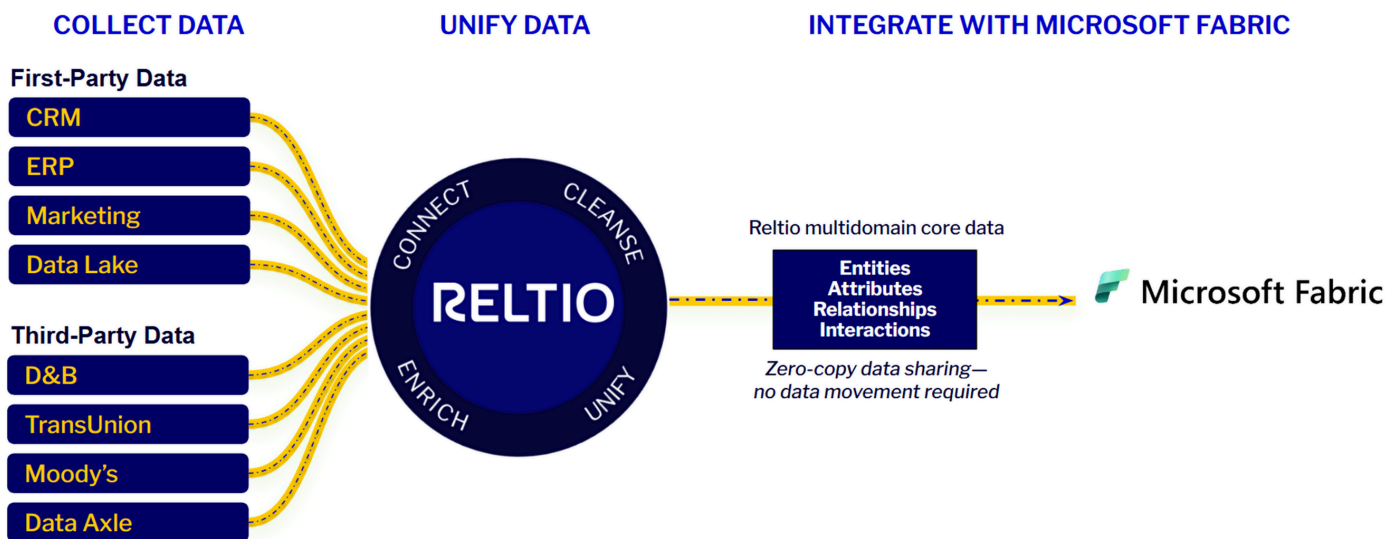 COLLECT DATA
UNIFY DATA
INTEGRATE WITH MICROSOFT FABRIC
First-Party Data
CRM
ERP
Marketing
Data Lake
Third-Party Data
D&B
TransUnion
Moody's
Data Axle
CONNECT
CLEANSE
RELTIO
ENRICH
UNIFY
Reltio multidomain core data
Entities
Attributes
Relationships
Interactions
Zero-copy data sharing—
no data movement required
Microsoft Fabric